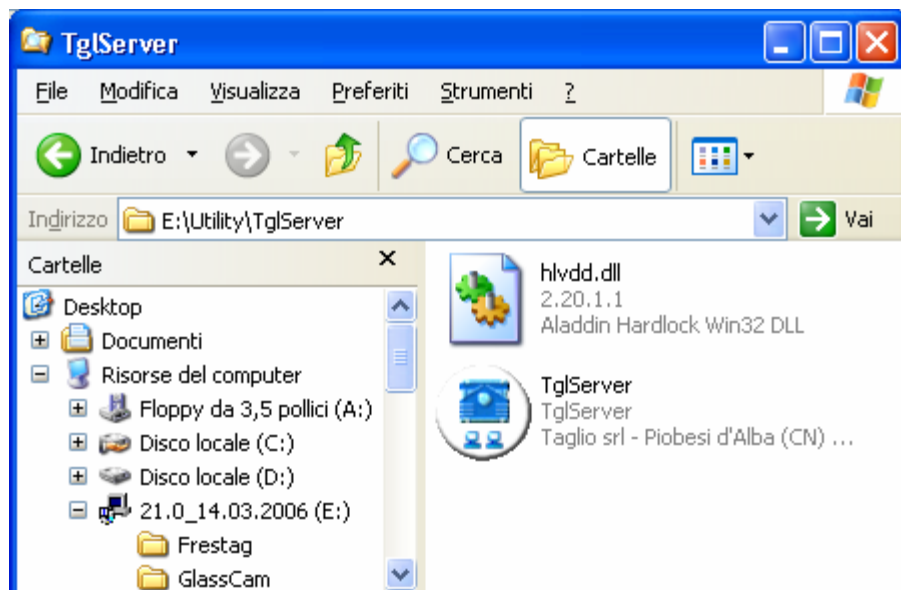 TglServer
File Modifica Visualizza Preferiti Strumenti ?
Indietro Cerca Cartelle
Indirizzo E:\Utility\TglServer Vai
Cartelle
Desktop
Documenti
Risorse del computer
Floppy da 3,5 pollici (A:)
Disco locale (C:)
Disco locale (D:)
21.0_14.03.2006 (E:)
Frestag
GlassCam
hlvdd.dll
2.20.1.1
Aladdin Hardlock Win32 DLL
TglServer
TglServer
Taglio srl - Piobesi d'Alba (CN) ...